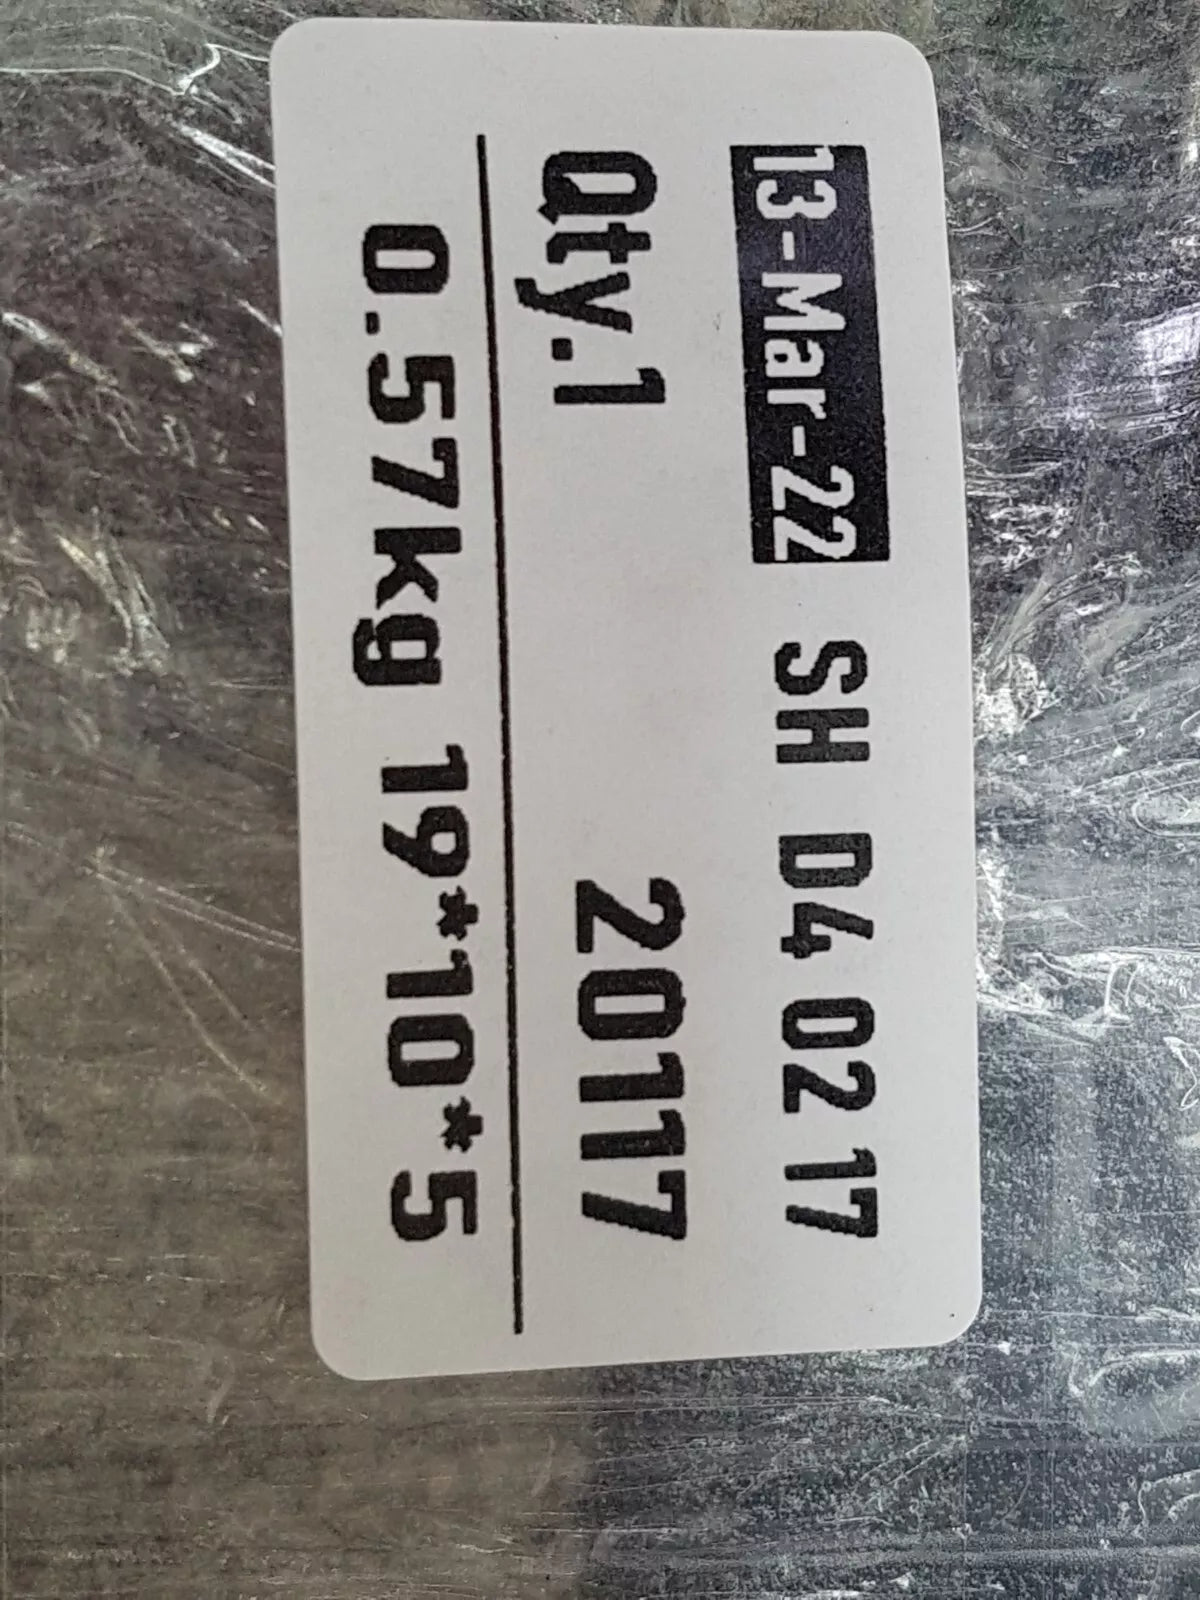 13-Mar-22 SH D4 02 17
Qty.1 20117
0.57kg 19*10*5